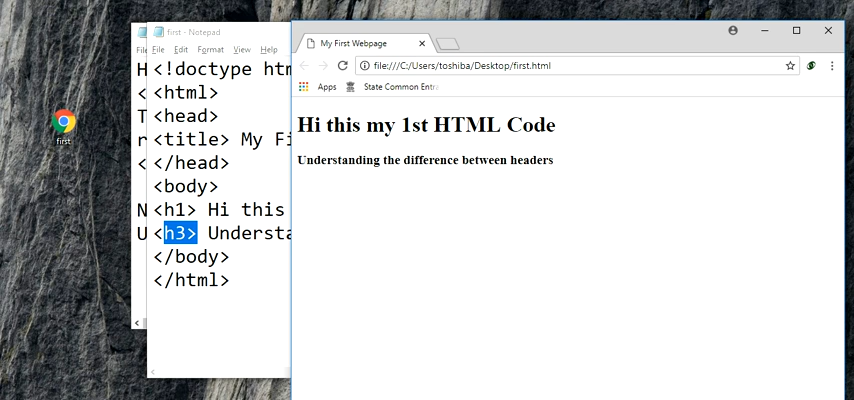 first
File
H
<
T
r
<
N
U
first - Notepad
File Edit Format View Help
<!doctype htm
<html>
<head>
<title> My Fi
</head>
<body>
<h1> Hi this
<h3> Understa
</body>
</html>
My First Webpage
file:///C:/Users/toshiba/Desktop/first.html
Apps State Common Entra
Hi this my 1st HTML Code
Understanding the difference between headers